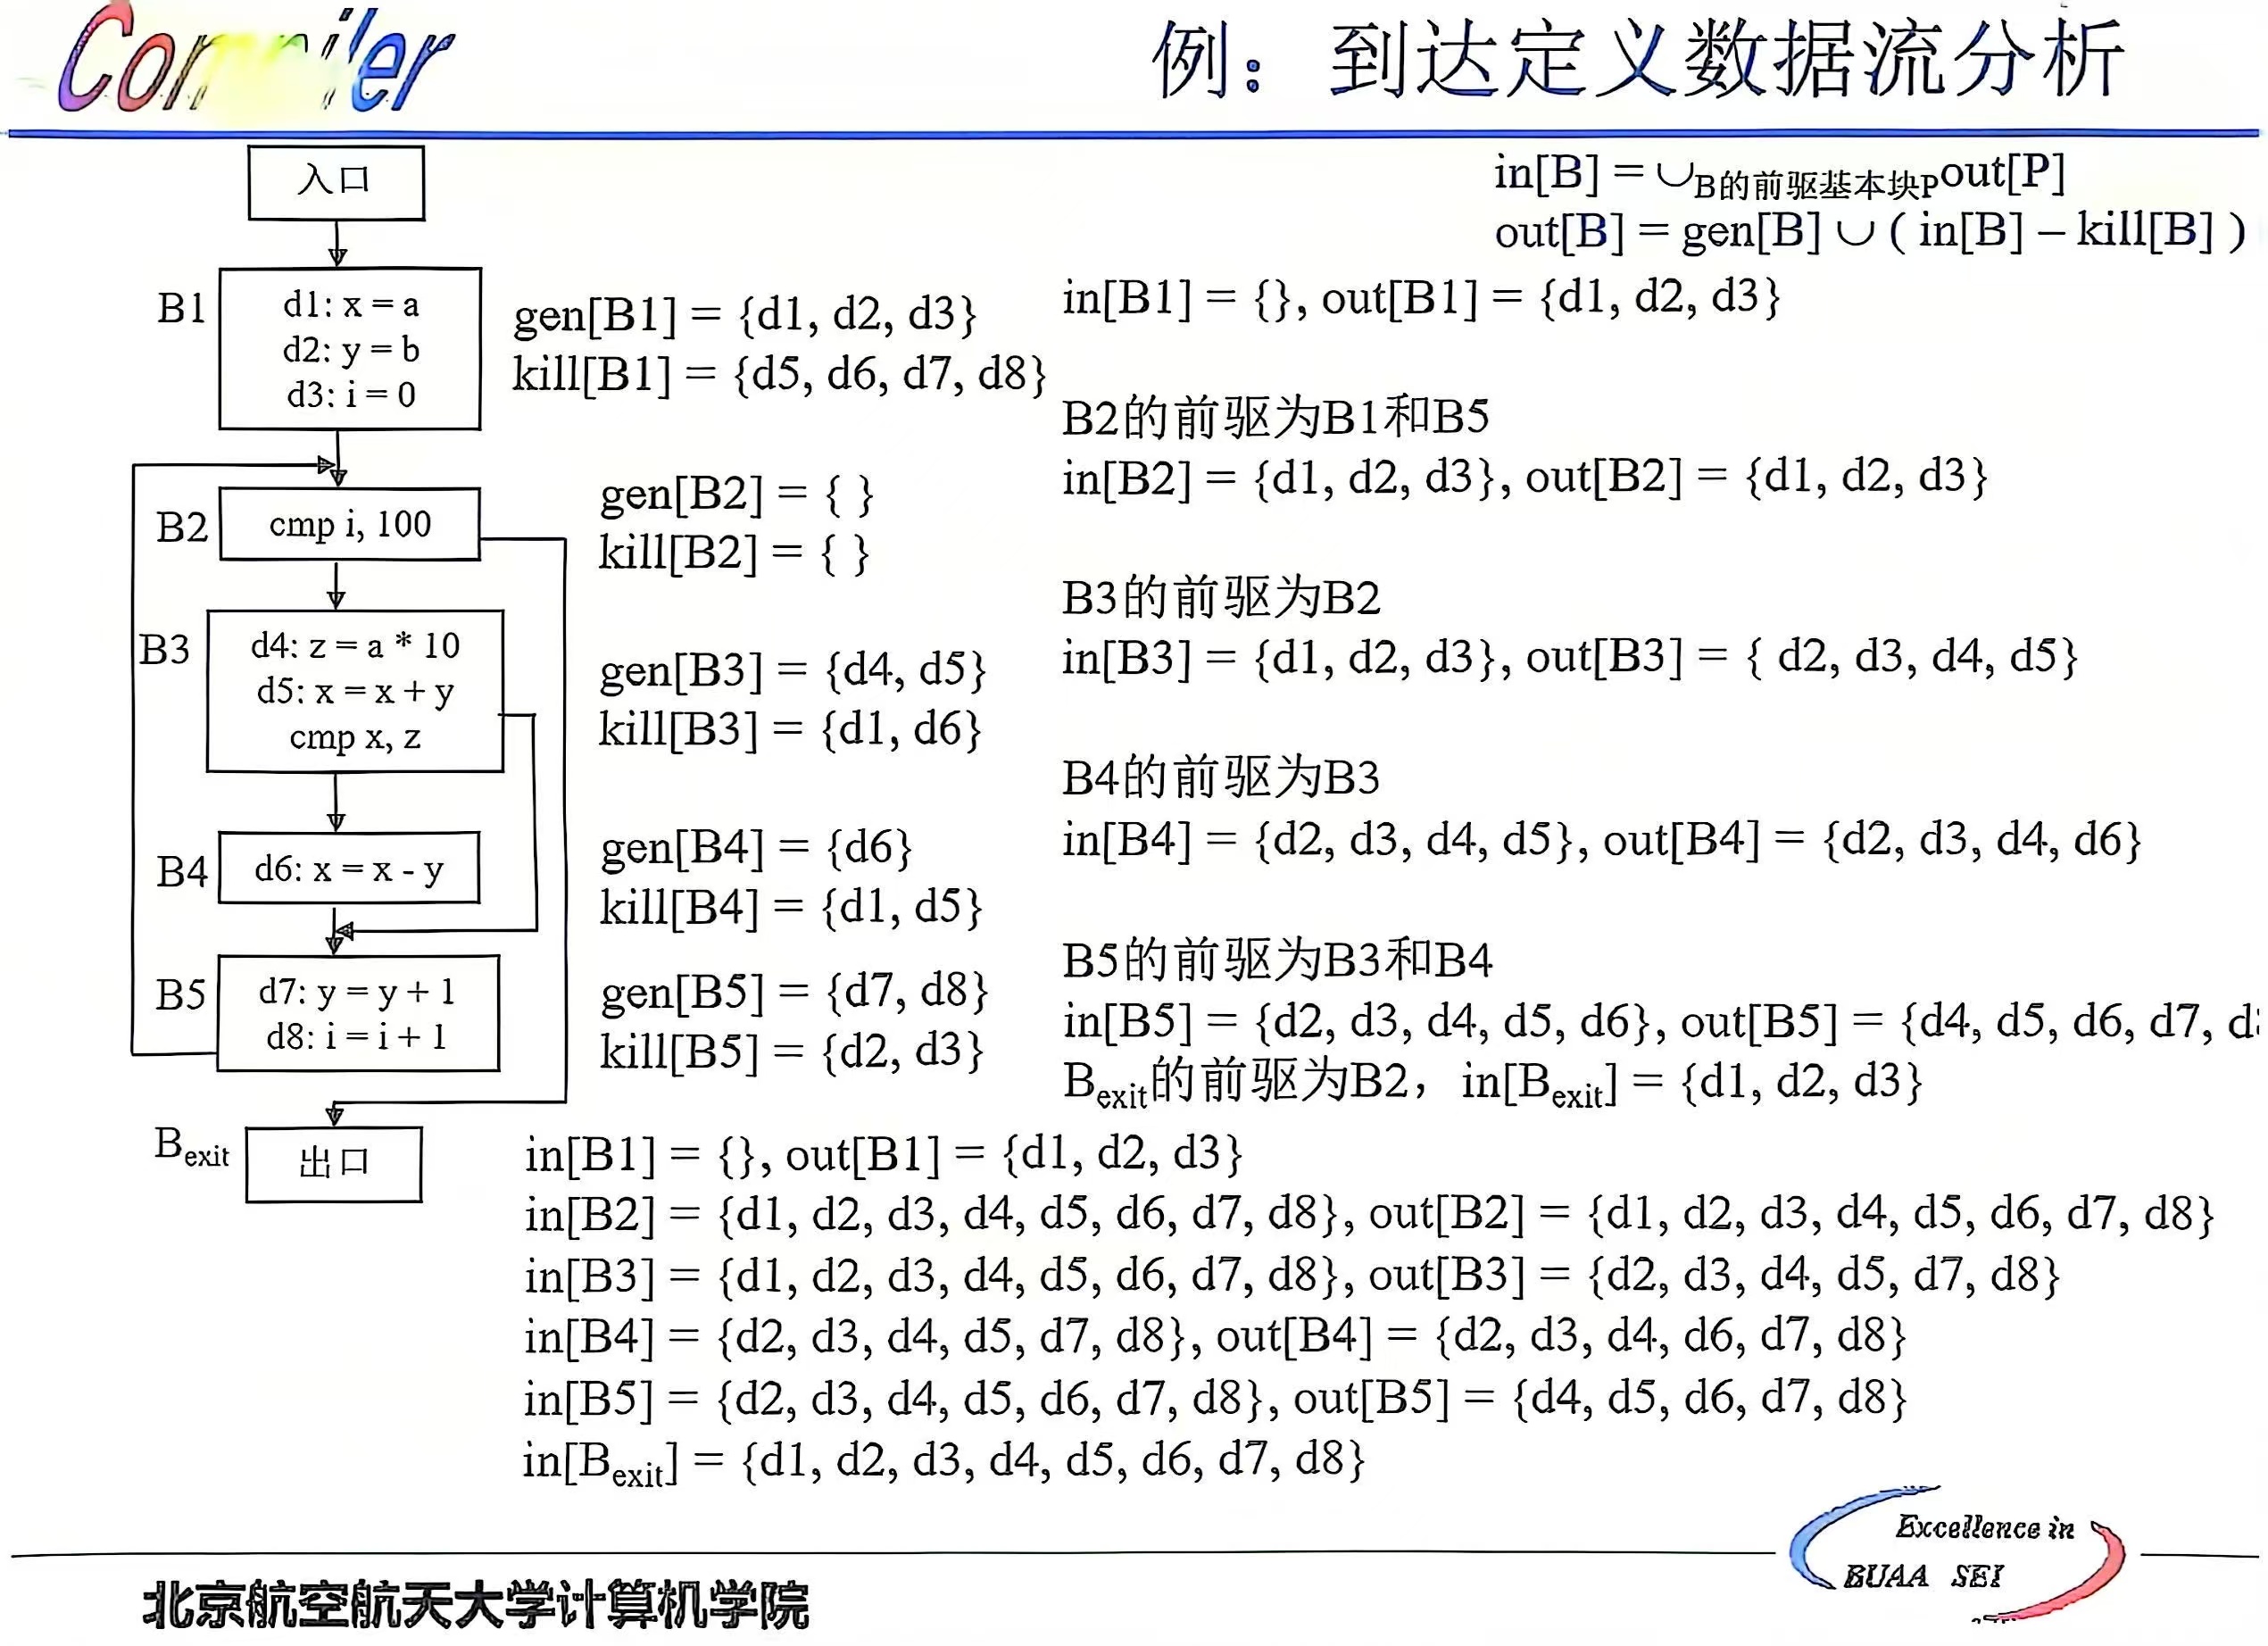 Compiler
例：到达定义数据流分析
in[B] = ∪B的前驱基本块Pout[P]
out[B] = gen[B] ∪ ( in[B] – kill[B] )
入口
B1
d1: x = a
d2: y = b
d3: i = 0
gen[B1] = {d1, d2, d3}
kill[B1] = {d5, d6, d7, d8}
in[B1] = {}, out[B1] = {d1, d2, d3}
B2的前驱为B1和B5
in[B2] = {d1, d2, d3}, out[B2] = {d1, d2, d3}
B2
cmp i, 100
gen[B2] = { }
kill[B2] = { }
B3的前驱为B2
in[B3] = {d1, d2, d3}, out[B3] = { d2, d3, d4, d5}
B3
d4: z = a * 10
d5: x = x + y
cmp x, z
gen[B3] = {d4, d5}
kill[B3] = {d1, d6}
B4的前驱为B3
in[B4] = {d2, d3, d4, d5}, out[B4] = {d2, d3, d4, d6}
B4
d6: x = x - y
gen[B4] = {d6}
kill[B4] = {d1, d5}
B5的前驱为B3和B4
in[B5] = {d2, d3, d4, d5, d6}, out[B5] = {d4, d5, d6, d7,
B5
d7: y = y + 1
d8: i = i + 1
gen[B5] = {d7, d8}
kill[B5] = {d2, d3}
Bexit的前驱为B2，in[Bexit] = {d1, d2, d3}
Bexit
出口
in[B1] = {}, out[B1] = {d1, d2, d3}
in[B2] = {d1, d2, d3, d4, d5, d6, d7, d8}, out[B2] = {d1, d2, d3, d4, d5, d6, d7, d8}
in[B3] = {d1, d2, d3, d4, d5, d6, d7, d8}, out[B3] = {d2, d3, d4, d5, d7, d8}
in[B4] = {d2, d3, d4, d5, d7, d8}, out[B4] = {d2, d3, d4, d6, d7, d8}
in[B5] = {d2, d3, d4, d5, d6, d7, d8}, out[B5] = {d4, d5, d6, d7, d8}
in[Bexit] = {d1, d2, d3, d4, d5, d6, d7, d8}
北京航空航天大学计算机学院
Excellence in
BUAA SEI